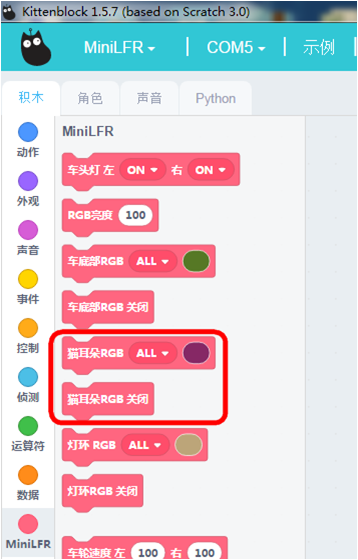 Kittenblock 1.5.7 (based on Scratch 3.0)
MiniLFR COM5 示例
积木 角色 声音 Python
动作
外观
声音
事件
控制
侦测
运算符
数据
MiniLFR
MiniLFR
车头灯 左 ON 右 ON
RGB亮度 100
车底部RGB ALL
车底部RGB 关闭
猫耳朵RGB ALL
猫耳朵RGB 关闭
灯环 RGB ALL
灯环RGB 关闭
车轮速度 左 100 右 100